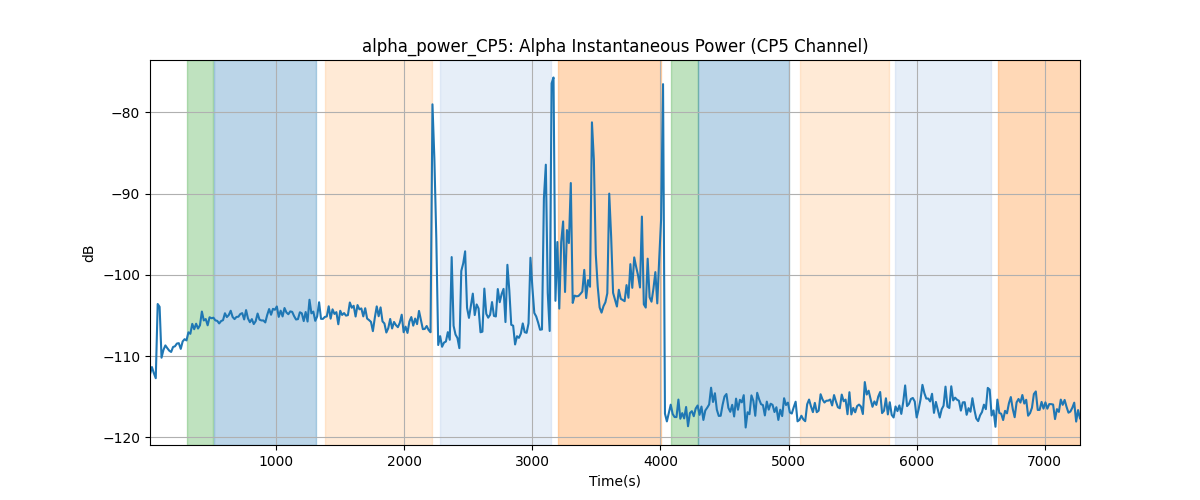 alpha_power_CP5: Alpha Instantaneous Power (CP5 Channel)
−80
−90
−100
−110
−120
dB
1000 2000 3000 4000 5000 6000 7000
Time(s)